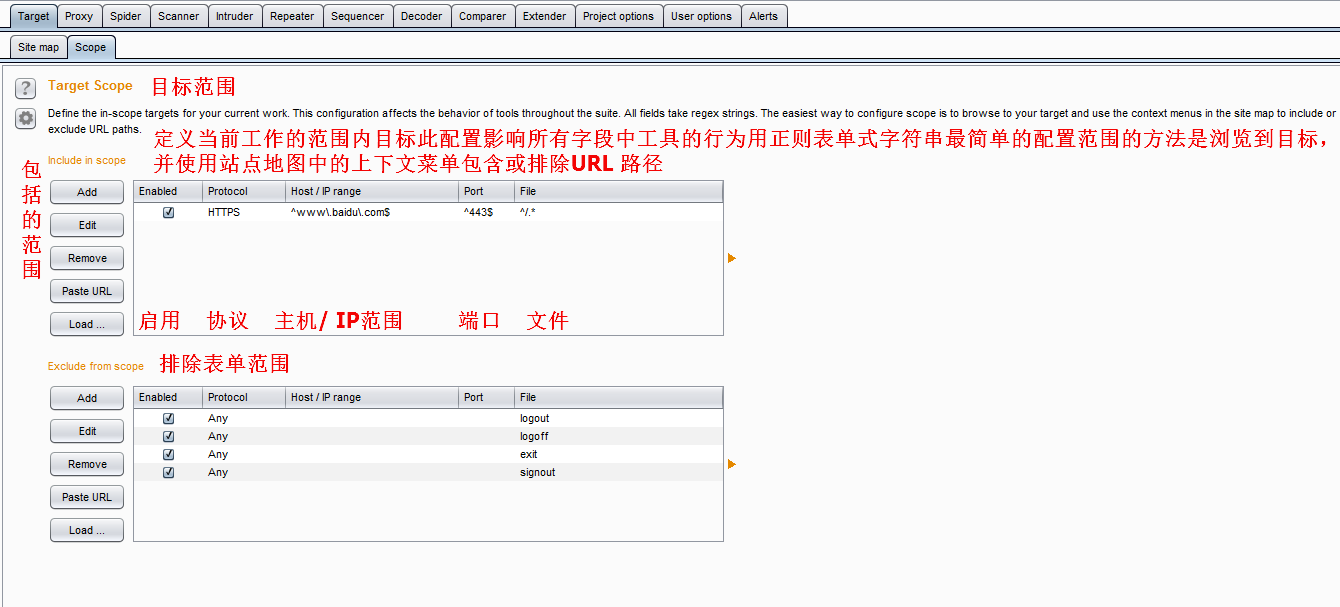 Target Proxy Spider Scanner Intruder Repeater Sequencer Decoder Comparer Extender Project options User options Alerts
Site map Scope
? Target Scope 目标范围
Define the in-scope targets for your current work. This configuration affects the behavior of tools throughout the suite. All fields take regex strings. The easiest way to configure scope is to browse to your target and use the context menus in the site map to include or
exclude URL paths.
定义当前工作的范围内目标此配置影响所有字段中工具的行为用正则表单式字符串最简单的配置范围的方法是浏览到目标，
并使用站点地图中的上下文菜单包含或排除URL 路径
Include in scope
包括的范围
Add
Edit
Remove
Paste URL
Load ...
Enabled Protocol Host / IP range Port File
HTTPS ^www\.baidu\.com$ ^443$ ^/.*
启用 协议 主机/ IP范围 端口 文件
Exclude from scope 排除表单范围
Add
Edit
Remove
Paste URL
Load ...
Enabled Protocol Host / IP range Port File
Any logout
Any logoff
Any exit
Any signout